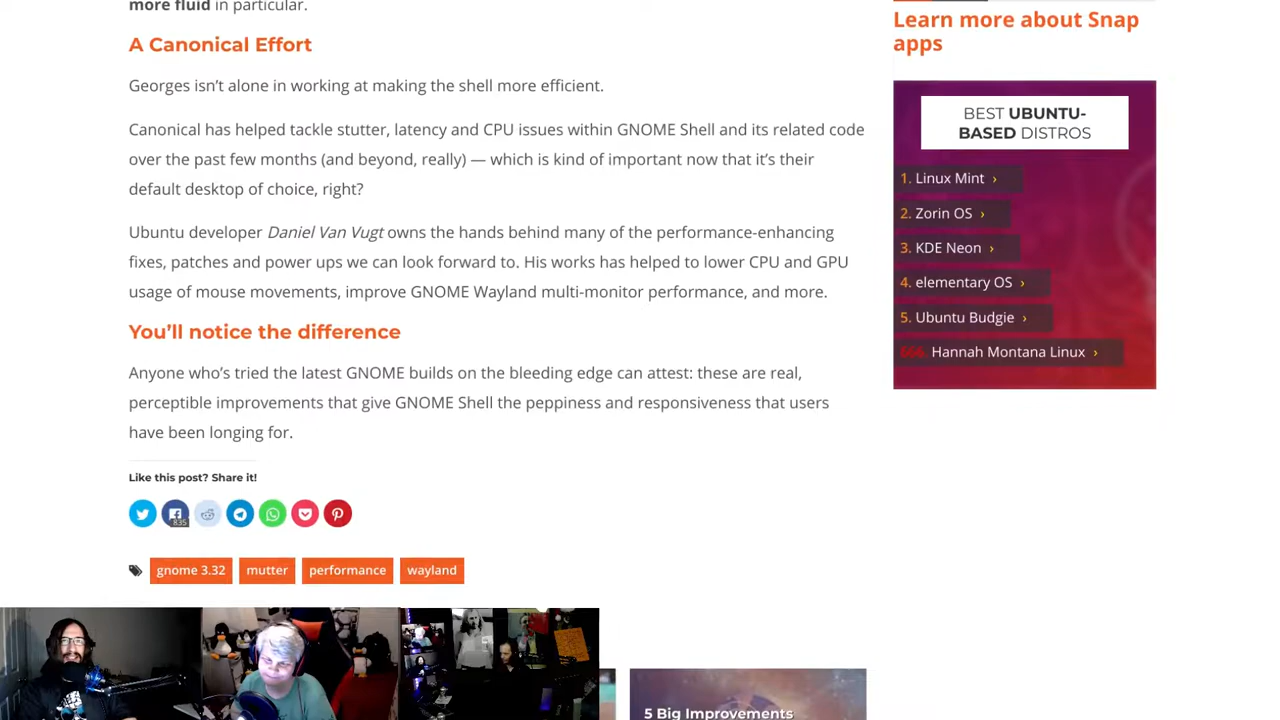 more fluid in particular.
A Canonical Effort
Georges isn't alone in working at making the shell more efficient.
Canonical has helped tackle stutter, latency and CPU issues within GNOME Shell and its related code
over the past few months (and beyond, really) — which is kind of important now that it's their
default desktop of choice, right?
Ubuntu developer Daniel Van Vugt owns the hands behind many of the performance-enhancing
fixes, patches and power ups we can look forward to. His works has helped to lower CPU and GPU
usage of mouse movements, improve GNOME Wayland multi-monitor performance, and more.
You'll notice the difference
Anyone who's tried the latest GNOME builds on the bleeding edge can attest: these are real,
perceptible improvements that give GNOME Shell the peppiness and responsiveness that users
have been longing for.
Like this post? Share it!
835
gnome 3.32 mutter performance wayland
5 Big Improvements
Learn more about Snap
apps
BEST UBUNTU-
BASED DISTROS
1. Linux Mint ›
2. Zorin OS ›
3. KDE Neon ›
4. elementary OS ›
5. Ubuntu Budgie ›
666. Hannah Montana Linux ›